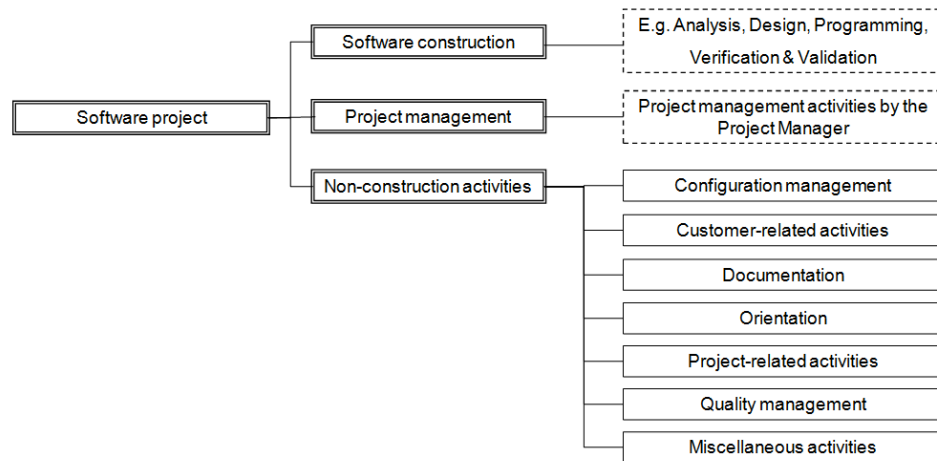 Software construction
E.g. Analysis, Design, Programming,
Verification & Validation
Software project
Project management
Project management activities by the
Project Manager
Non-construction activities
Configuration management
Customer-related activities
Documentation
Orientation
Project-related activities
Quality management
Miscellaneous activities